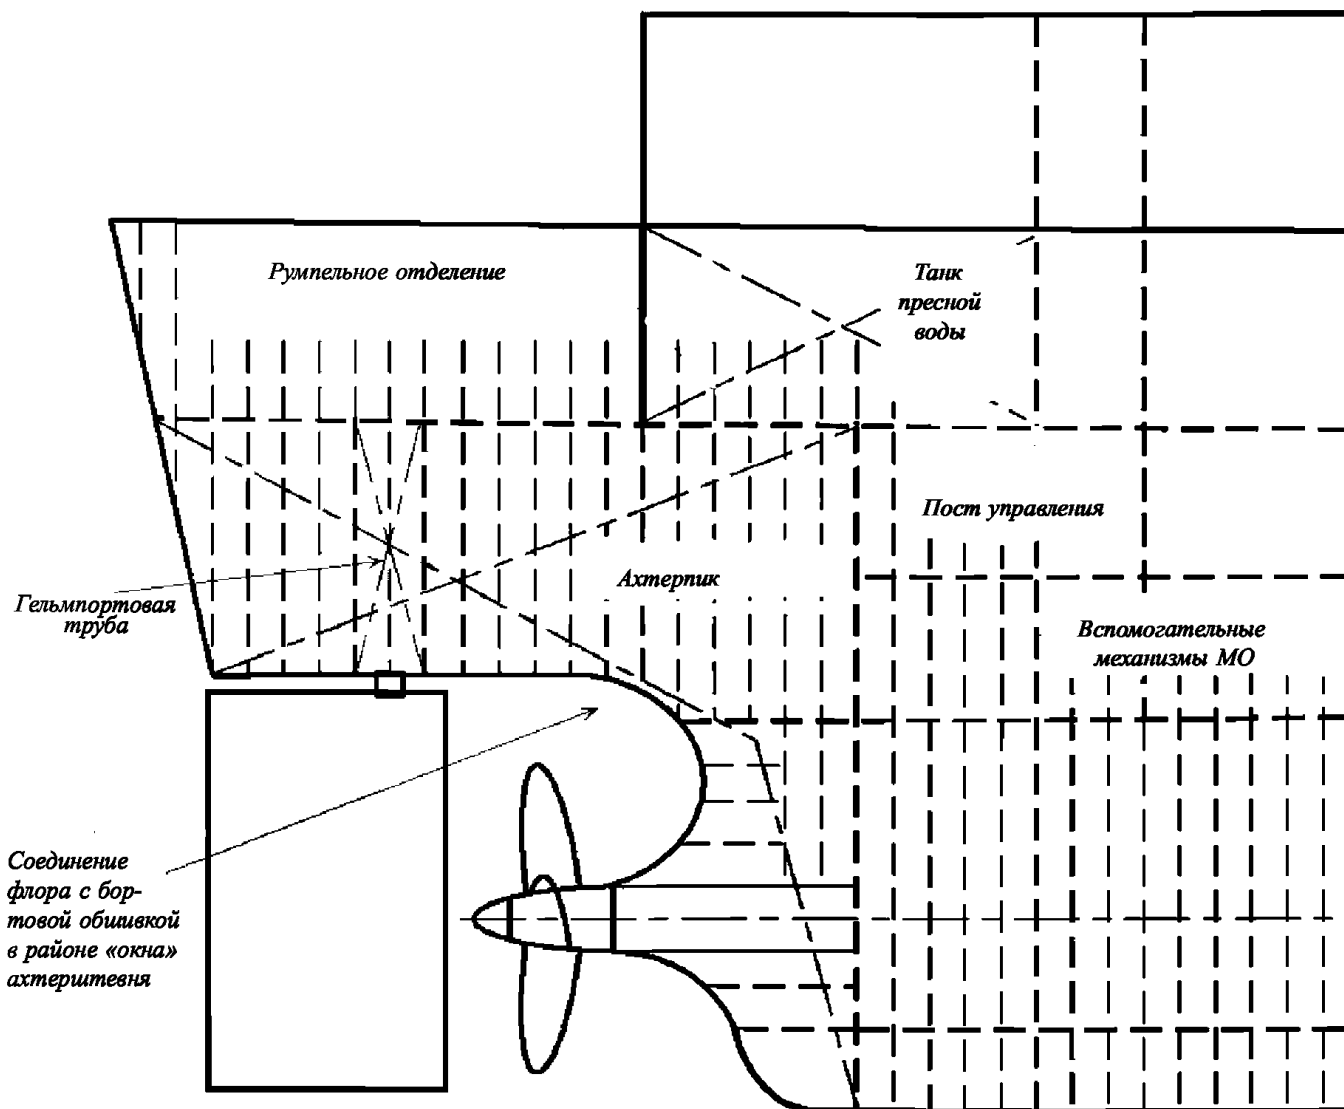 Румпельное отделение
Танк
пресной
воды
Пост управления
Гельмпортовая
труба
Ахтерпик
Вспомогательные
механизмы МО
Соединение
флора с бор-
товой обшивкой
в районе «окна»
ахтерштевня